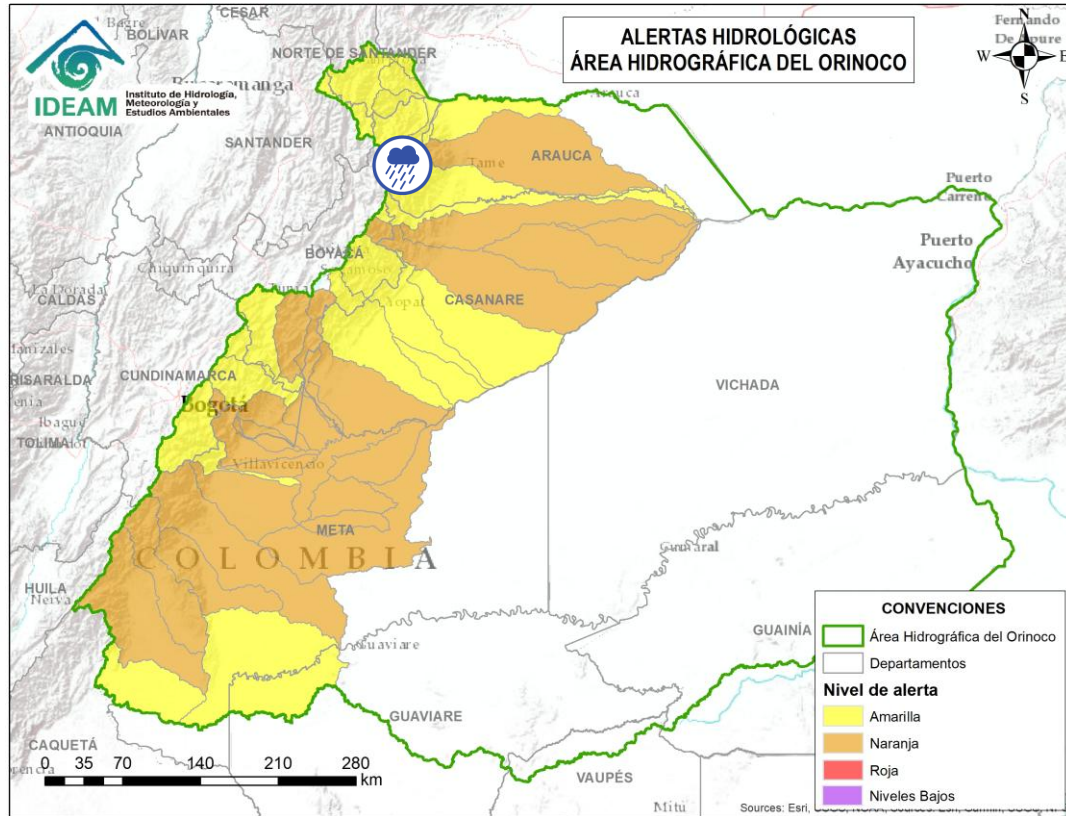 ALERTAS HIDROLÓGICAS
ÁREA HIDROGRÁFICA DEL ORINOCO
N
W
E
S
IDEAM
Instituto de Hidrología,
Meteorología y
Estudios Ambientales
CESAR
BOLÍVAR
NORTE DE SANTANDER
ANTIOQUIA
SANTANDER
Arauca
ARAUCA
Tame
Puerto
Carreño
Puerto
Ayacucho
BOYACÁ
Chiquinquira
La Dorada
CALDAS
Yopal
CASANARE
Manizales
RISARALDA
CUNDINAMARCA
VICHADA
Bogotá
Ibagué
TOLIMA
Villavicencio
META
COLOMBIA
HUILA
Neiva
Guaviare
GUAINÍA
GUAVIARE
CAQUETÁ
VAUPÉS
Mitú
0 35 70 140 210 280
km
CONVENCIONES
Área Hidrográfica del Orinoco
Departamentos
Nivel de alerta
Amarilla
Naranja
Roja
Niveles Bajos
Sources: Esri,